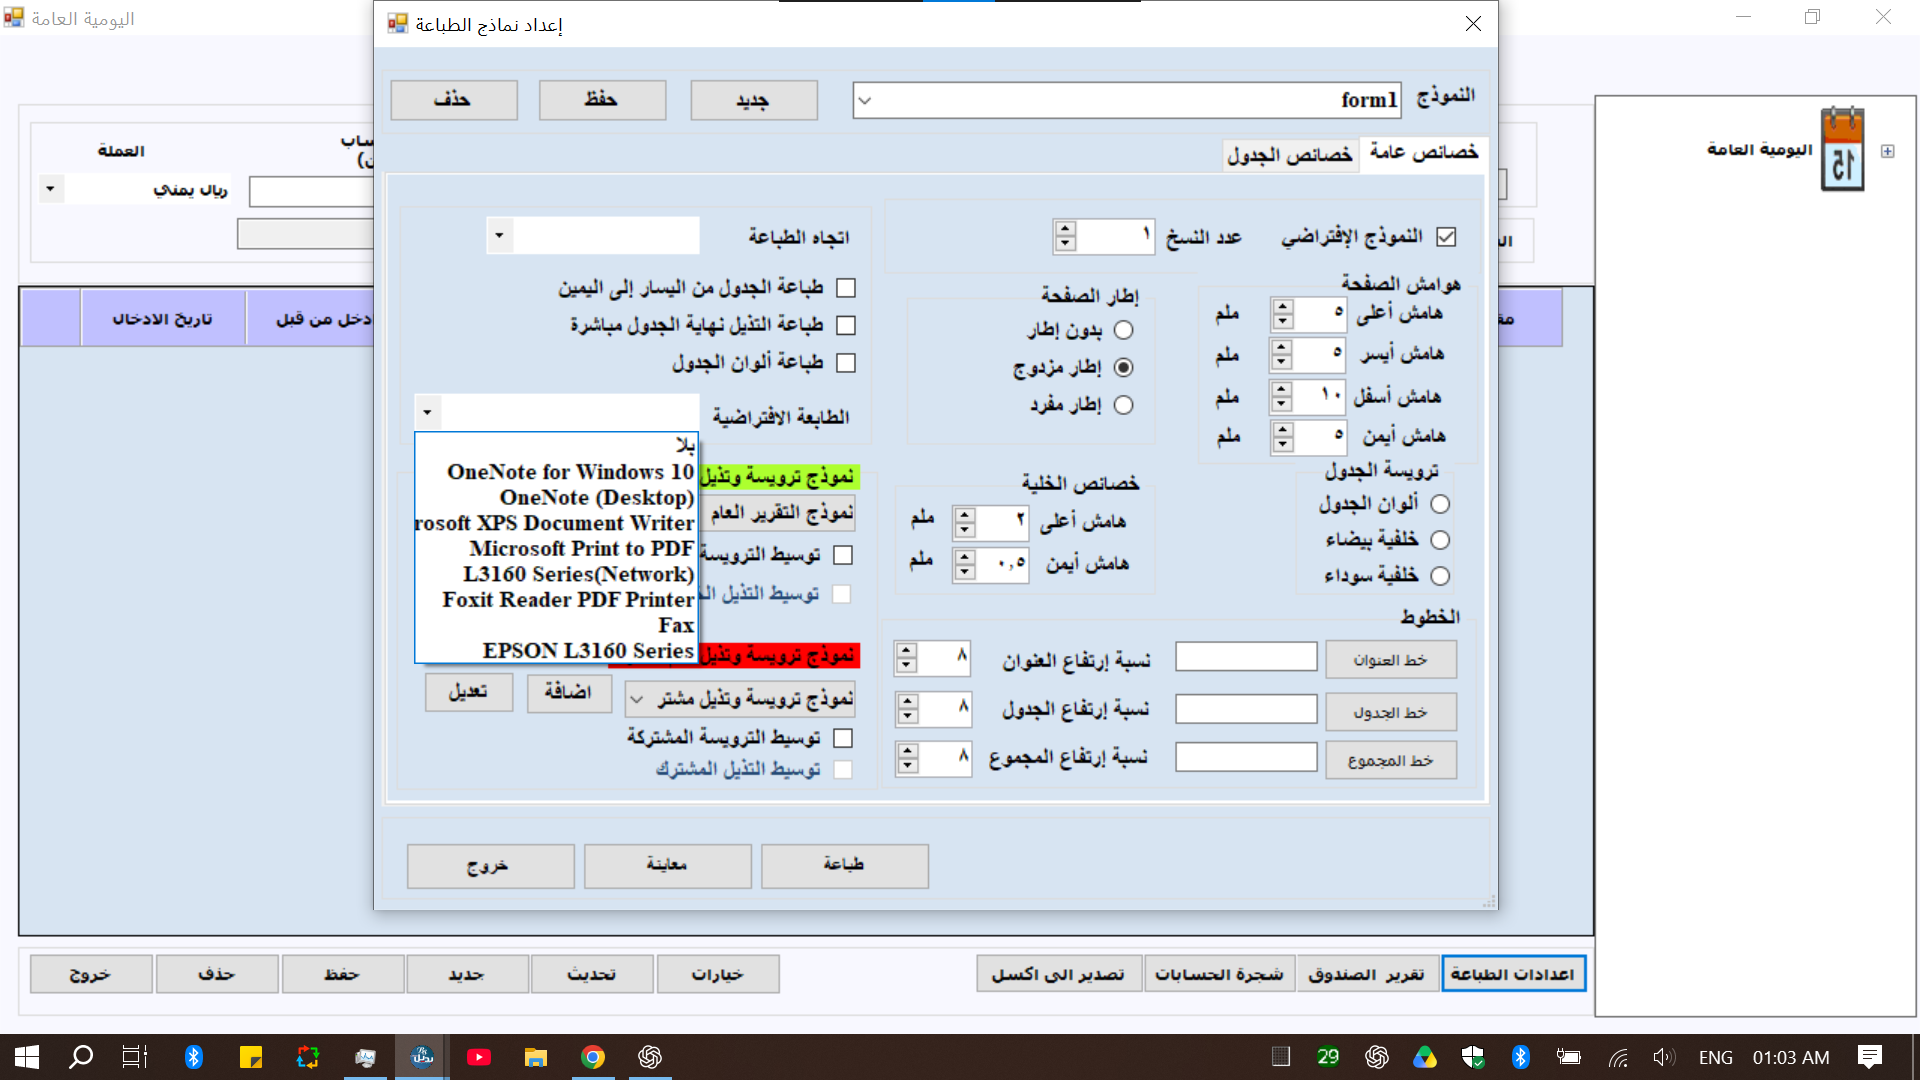 اليومية العامة
إعداد نماذج الطباعة
النموذج
form1
جديد
حفظ
حذف
خصائص عامة
خصائص الجدول
النموذج الإفتراضي
عدد النسخ
١
هوامش الصفحة
هامش أعلى
٥
ملم
هامش أيسر
٥
ملم
هامش أسفل
١٠
ملم
هامش أيمن
٥
ملم
إطار الصفحة
بدون إطار
إطار مزدوج
إطار مفرد
ترويسة الجدول
ألوان الجدول
خلفية بيضاء
خلفية سوداء
خصائص الخلية
هامش أعلى
٢
ملم
هامش أيمن
٠,٥
ملم
الخطوط
خط العنوان
نسبة إرتفاع العنوان
٨
خط الجدول
نسبة إرتفاع الجدول
٨
خط المجموع
نسبة إرتفاع المجموع
٨
اتجاه الطباعة
طباعة الجدول من اليسار إلى اليمين
طباعة التذيل نهاية الجدول مباشرة
طباعة ألوان الجدول
الطابعة الافتراضية
بلا
OneNote for Windows 10
OneNote (Desktop)
rosoft XPS Document Writer
Microsoft Print to PDF
L3160 Series(Network)
Foxit Reader PDF Printer
Fax
EPSON L3160 Series
نموذج ترويسة وتذيل
نموذج التقرير العام
توسيط الترويسة
توسيط التذيل
نموذج ترويسة وتذيل
نموذج ترويسة وتذيل مشتر
اضافة
تعديل
توسيط الترويسة المشتركة
توسيط التذيل المشترك
طباعة
معاينة
خروج
العملة
ريال يمني
تاريخ الادخال
دخل من قبل
اليومية العامة
15
اعدادات الطباعة
تقرير الصندوق
شجرة الحسابات
تصدير الى اكسل
خيارات
تحديث
جديد
حفظ
حذف
خروج
29
ENG
01:03 AM